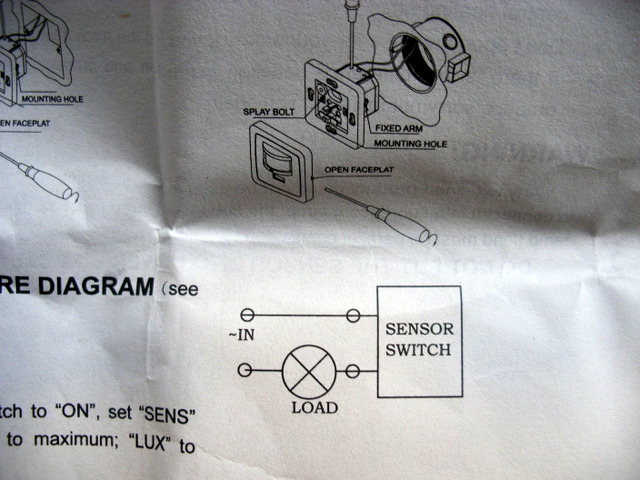 MOUNTING HOLE
EN FACEPLAT
SPLAY BOLT
FIXED ARM
MOUNTING HOLE
OPEN FACEPLAT
RE DIAGRAM (see
~IN
SENSOR
SWITCH
LOAD
tch to "ON", set "SENS"
to maximum; "LUX" to